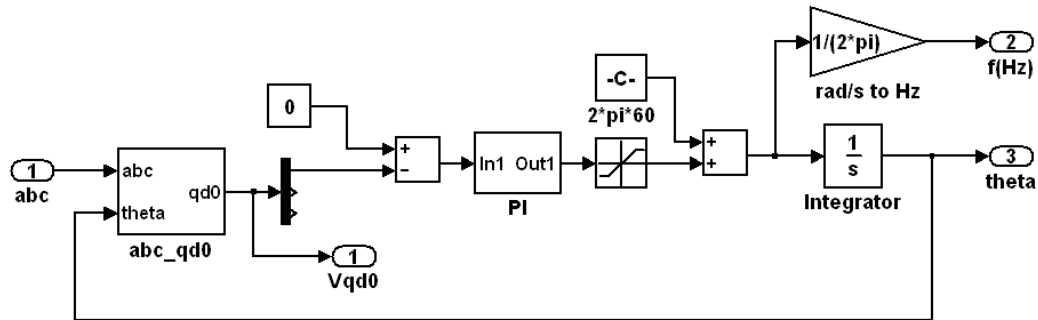 1/(2*pi)
2
f(Hz)
rad/s to Hz
-C-
2*pi*60
0
+
−
+
+
In1 Out1
PI
1
s
Integrator
3
theta
1
abc
abc
theta
qd0
abc_qd0
1
Vqd0